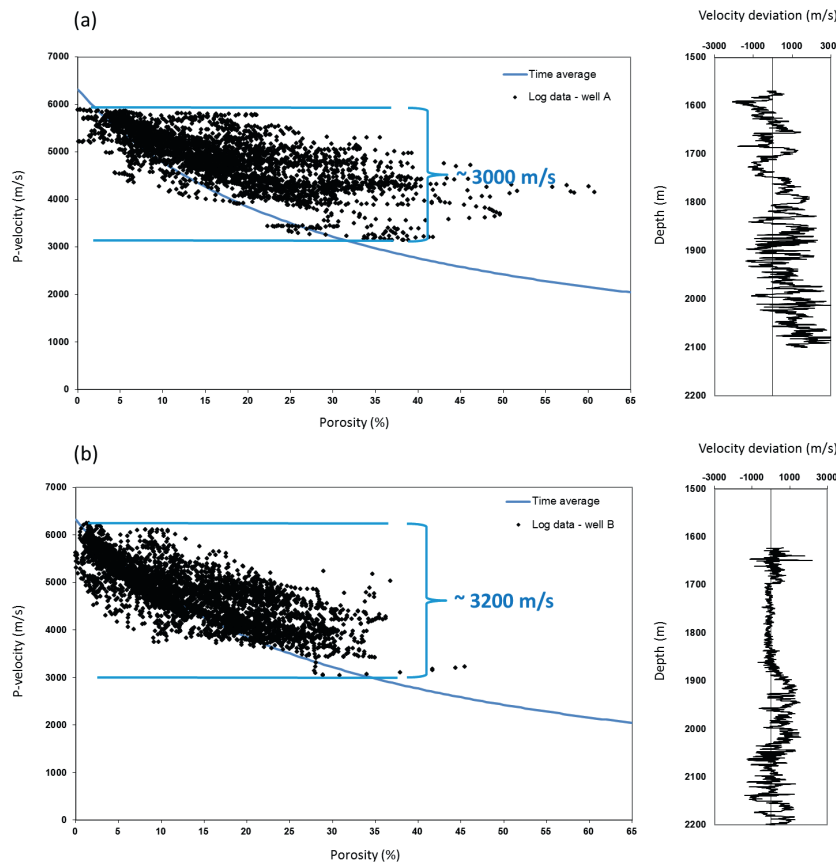 (a)
Velocity deviation (m/s)
-3000 -1000 1000 300
7000
6000
5000
4000
3000
2000
1000
0
P-velocity (m/s)
Time average
Log data - well A
~ 3000 m/s
0 5 10 15 20 25 30 35 40 45 50 55 60 65
Porosity (%)
1500
1600
1700
1800
1900
2000
2100
2200
Depth (m)
(b)
Velocity deviation (m/s)
-3000 -1000 1000 3000
7000
6000
5000
4000
3000
2000
1000
0
P-velocity (m/s)
Time average
Log data - well B
~ 3200 m/s
0 5 10 15 20 25 30 35 40 45 50 55 60 65
Porosity (%)
1500
1600
1700
1800
1900
2000
2100
2200
Depth (m)